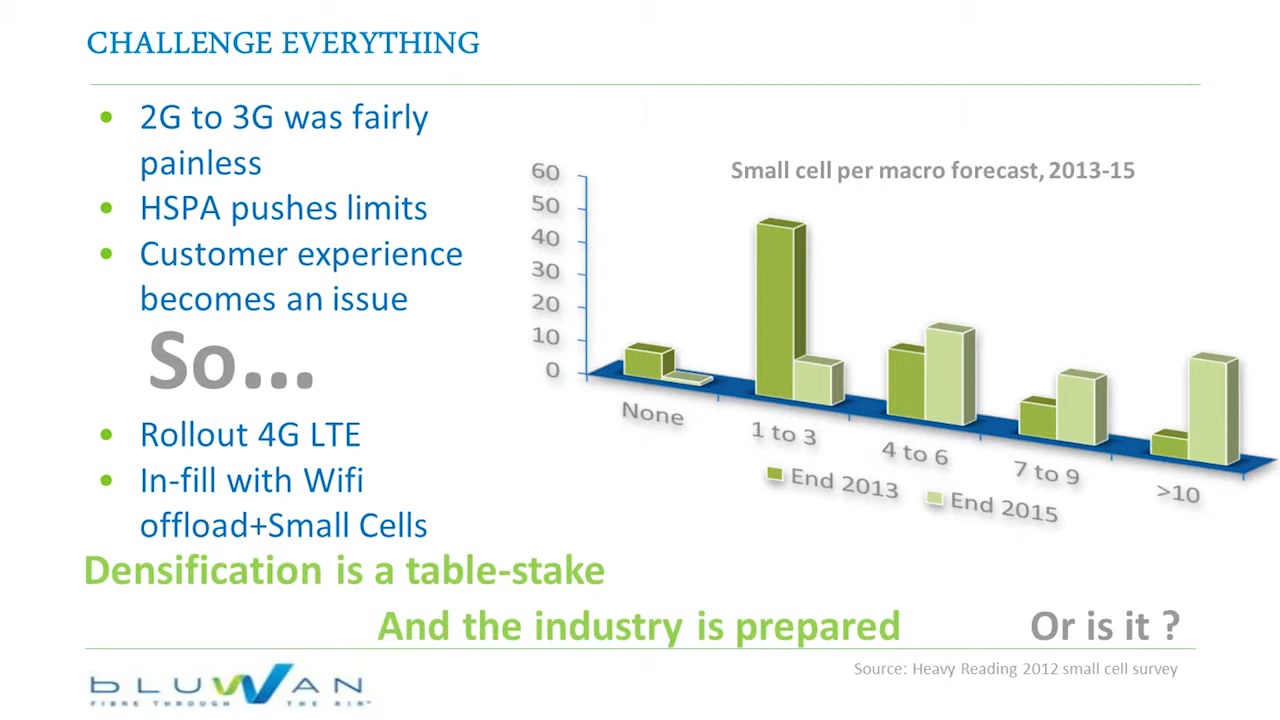 CHALLENGE EVERYTHING
• 2G to 3G was fairly
painless
• HSPA pushes limits
• Customer experience
becomes an issue
So...
• Rollout 4G LTE
• In-fill with Wifi
offload+Small Cells
Small cell per macro forecast, 2013-15
60
50
40
30
20
10
0
None
1 to 3
4 to 6
7 to 9
>10
End 2013
End 2015
Densification is a table-stake
And the industry is prepared
Or is it ?
Source: Heavy Reading 2012 small cell survey
BLUWAN
FIBRE THROUGH THE AIR™